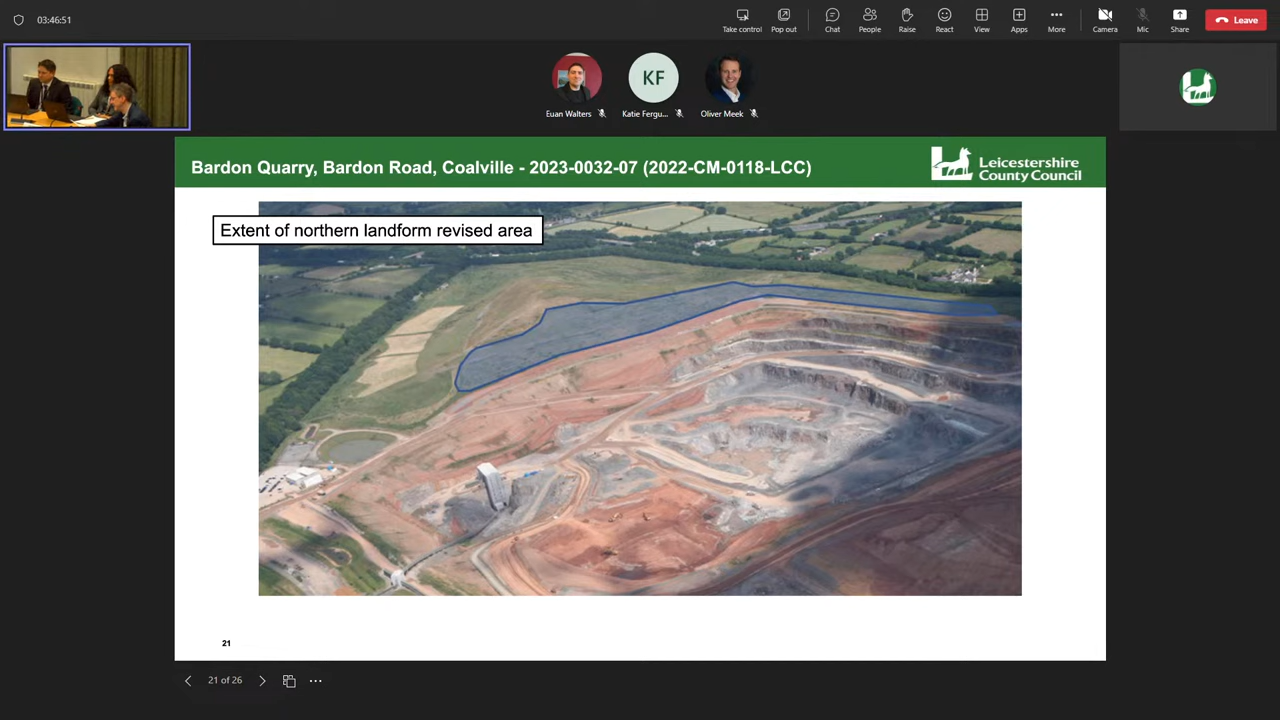 03:46:51
Take control
Pop out
Chat
People
Raise
React
View
Apps
More
Camera
Mic
Share
Leave
KF
Euan Walters
Katie Fergu...
Oliver Meek
Bardon Quarry, Bardon Road, Coalville - 2023-0032-07 (2022-CM-0118-LCC)
Leicestershire
County Council
Extent of northern landform revised area
21
21 of 26